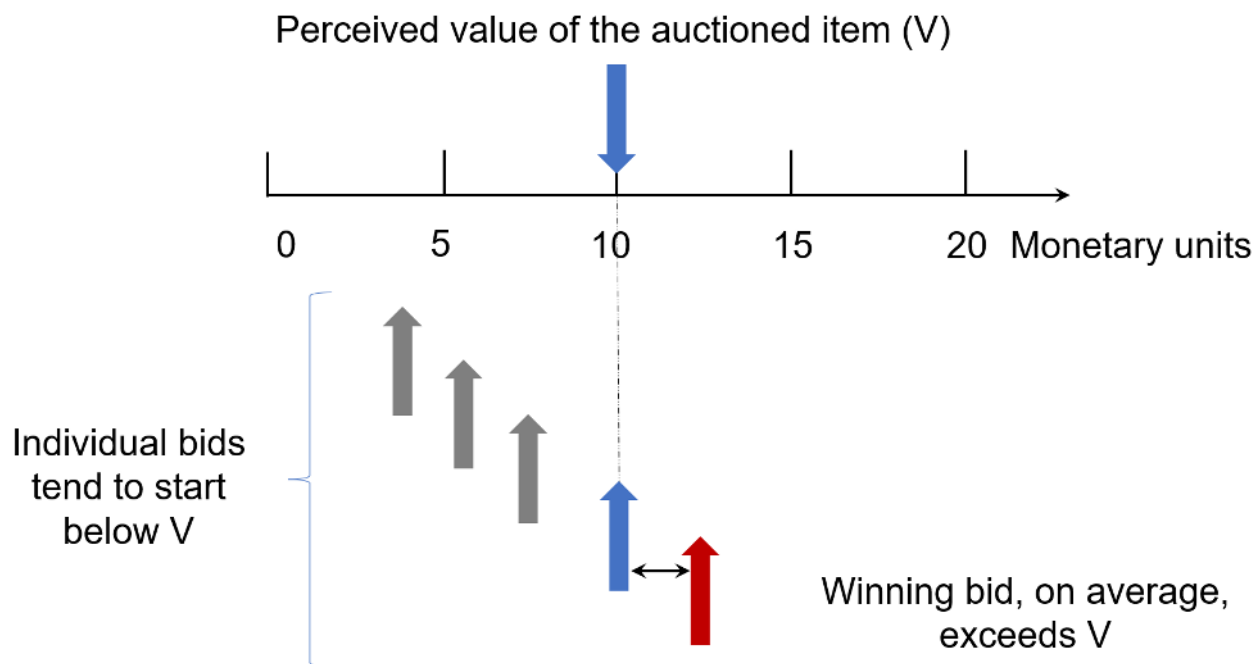 Perceived value of the auctioned item (V)
0 5 10 15 20 Monetary units
Individual bids
tend to start
below V
Winning bid, on average,
exceeds V